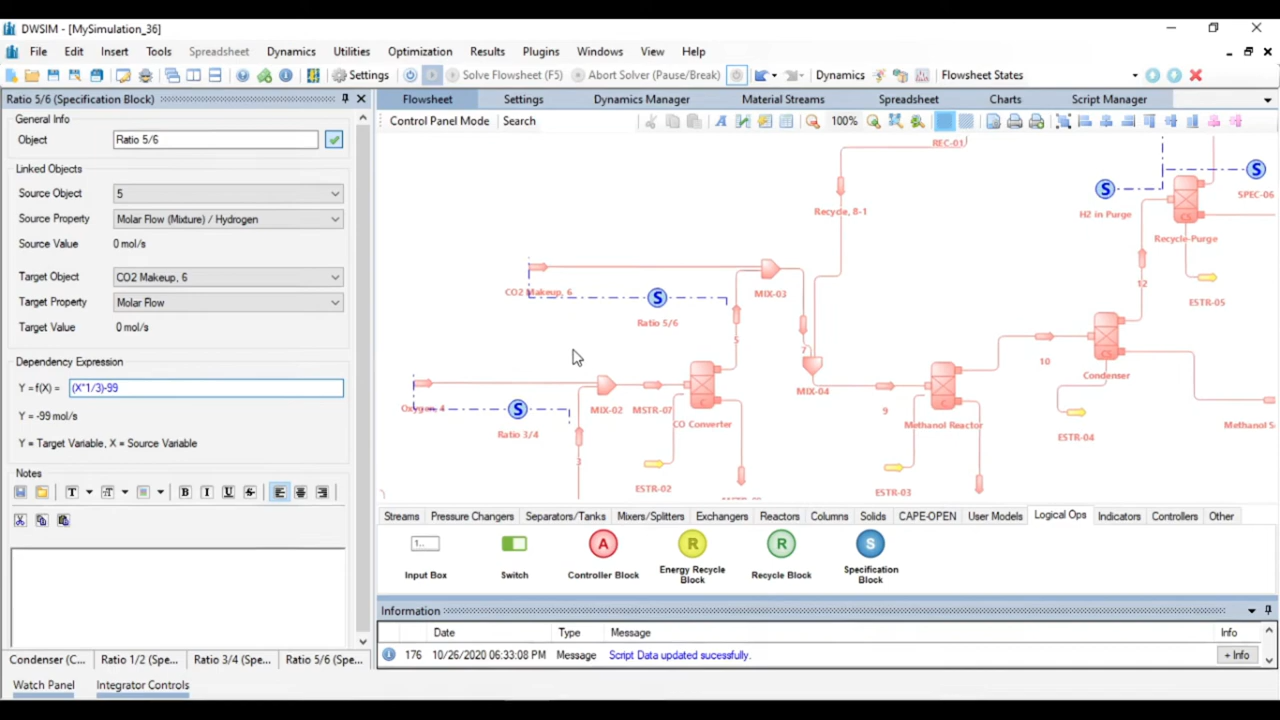 DWSIM - [MySimulation_36]
File Edit Insert Tools Spreadsheet Dynamics Utilities Optimization Results Plugins Windows View Help
Settings Solve Flowsheet (F5) Abort Solver (Pause/Break) Dynamics Flowsheet States
Ratio 5/6 (Specification Block)
Flowsheet Settings Dynamics Manager Material Streams Spreadsheet Charts Script Manager
Control Panel Mode Search 100%
General Info
Object Ratio 5/6
Linked Objects
Source Object 5
Source Property Molar Flow (Mixture) / Hydrogen
Source Value 0 mol/s
Target Object CO2 Makeup, 6
Target Property Molar Flow
Target Value 0 mol/s
Dependency Expression
Y = f(X) = (X*1/3)-99
Y = -99 mol/s
Y = Target Variable, X = Source Variable
Notes
T T B I U S
Condenser (C... Ratio 1/2 (Spe... Ratio 3/4 (Spe... Ratio 5/6 (Spe...
Watch Panel Integrator Controls
REC-01
S
SPEC-06
S
H2 in Purge
CS
Recycle-Purge
Recycle, 8-1
CO2 Makeup, 6
MIX-03
S
Ratio 5/6
12
ESTR-05
5
7
10
CS
Condenser
MIX-04
9
Oxygen, 4
S
Ratio 3/4
MIX-02
MSTR-07
C
CO Converter
C
Methanol Reactor
ESTR-04
Methanol S
3
ESTR-02
ESTR-03
Streams Pressure Changers Separators/Tanks Mixers/Splitters Exchangers Reactors Columns Solids CAPE-OPEN User Models Logical Ops Indicators Controllers Other
1.. A R R S
Input Box Switch Controller Block Energy Recycle Block Recycle Block Specification Block
Information
Date Type Message Info
176 10/26/2020 06:33:08 PM Message Script Data updated sucessfully. + Info